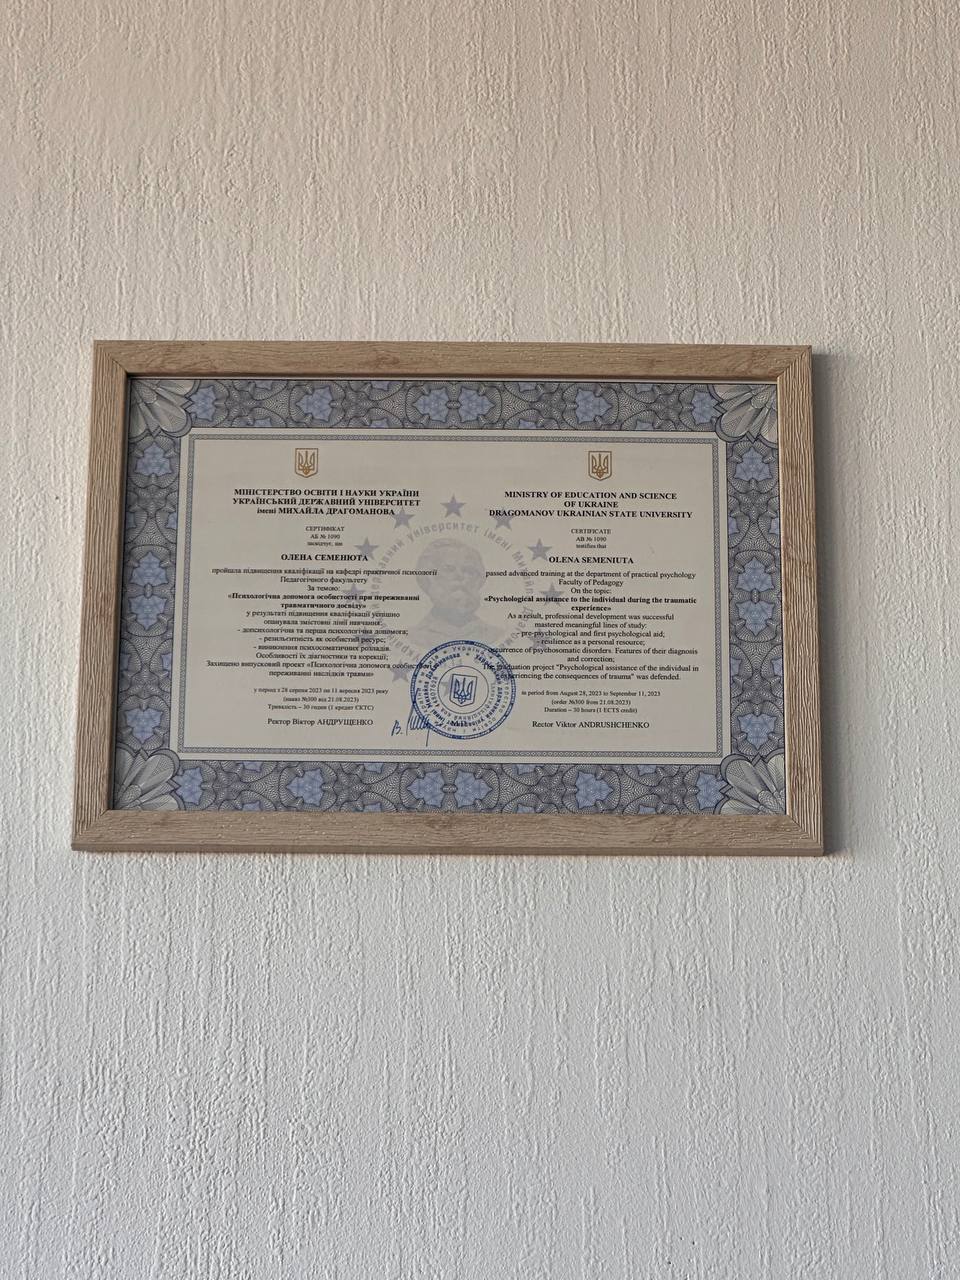 МІНІСТЕРСТВО ОСВІТИ І НАУКИ УКРАЇНИ
УКРАЇНСЬКИЙ ДЕРЖАВНИЙ УНІВЕРСИТЕТ
імені МИХАЙЛА ДРАГОМАНОВА
СЕРТИФІКАТ
АБ № 1090
засвідчує, що
ОЛЕНА СЕМЕНЮТА
пройшла підвищення кваліфікації на кафедрі практичної психології
Педагогічного факультету
За темою:
«Психологічна допомога особистості при переживанні
травматичного досвіду»
у результаті підвищення кваліфікації успішно
опанувала змістовні лінії навчання:
- допсихологічна та перша психологічна допомога;
- резильєнтність як особистий ресурс;
- виникнення психосоматичних розладів.
Особливості їх діагностики та корекції;
Захищено випусковий проект «Психологічна допомога особистості
переживанні наслідків травми»
у період з 28 серпня 2023 по 11 вересня 2023 року
(наказ №300 від 21.08.2023)
Тривалість – 30 годин (1 кредит ЄКТС)
Ректор Віктор АНДРУЩЕНКО
MINISTRY OF EDUCATION AND SCIENCE
OF UKRAINE
DRAGOMANOV UKRAINIAN STATE UNIVERSITY
CERTIFICATE
AB № 1090
testifies that
OLENA SEMENIUTA
passed advanced training at the department of practical psychology
Faculty of Pedagogy
On the topic:
«Psychological assistance to the individual during the traumatic
experience»
As a result, professional development was successful
mastered meaningful lines of study:
- pre-psychological and first psychological aid;
- resilience as a personal resource;
occurrence of psychosomatic disorders. Features of their diagnosis
and correction;
The graduation project "Psychological assistance of the individual in
experiencing the consequences of trauma" was defended.
in period from August 28, 2023 to September 11, 2023
(order №300 from 21.08.2023)
Duration – 30 hours (1 ECTS credit)
Rector Viktor ANDRUSHCHENKO